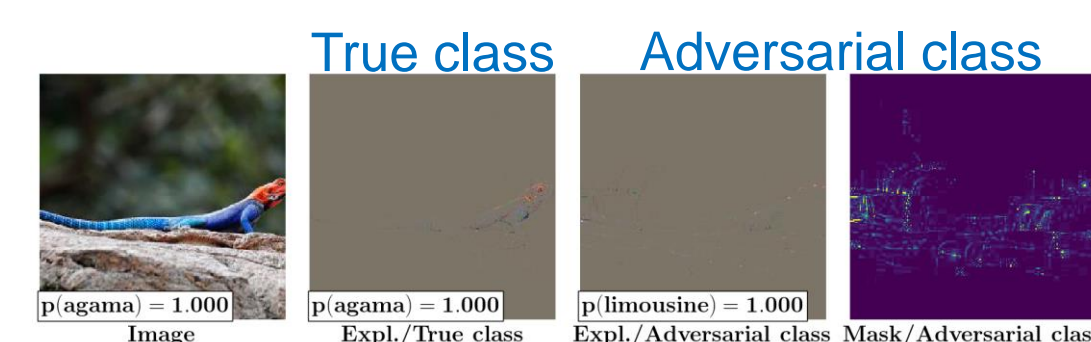 True class
Adversarial class
p(agama) = 1.000
p(agama) = 1.000
p(limousine) = 1.000
Image
Expl./True class
Expl./Adversarial class
Mask/Adversarial clas